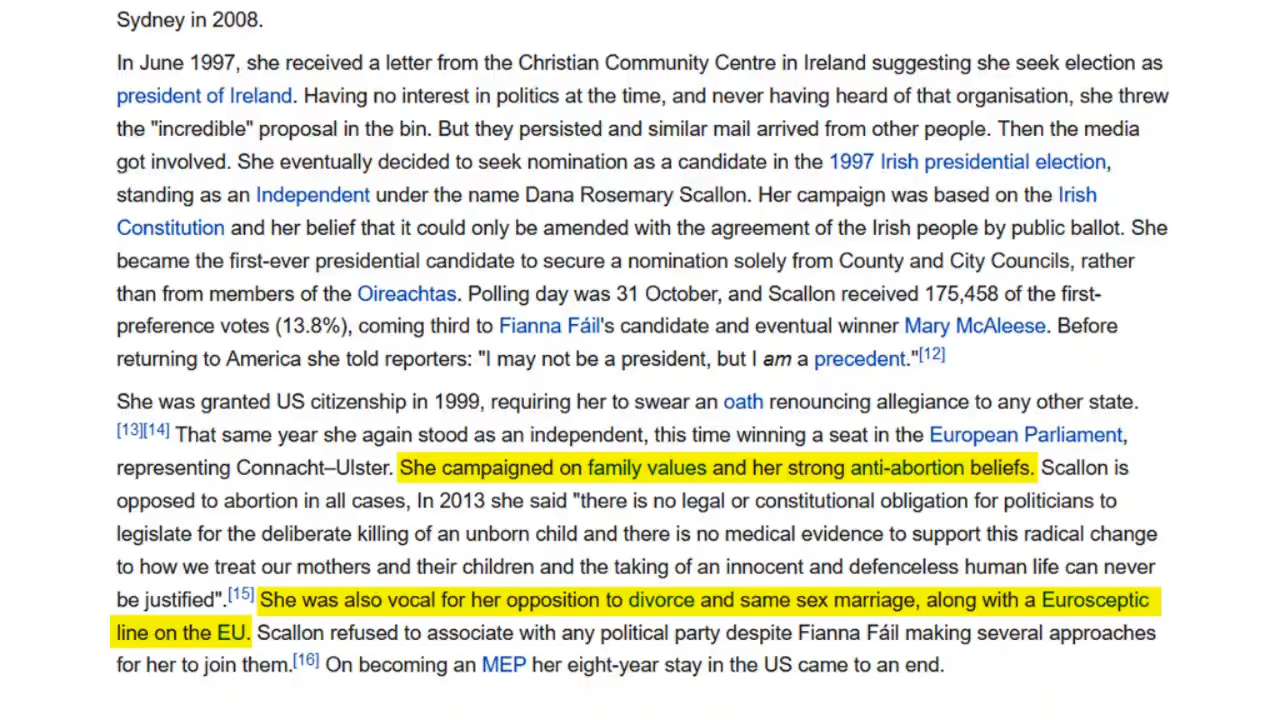 Sydney in 2008.
In June 1997, she received a letter from the Christian Community Centre in Ireland suggesting she seek election as
president of Ireland. Having no interest in politics at the time, and never having heard of that organisation, she threw
the "incredible" proposal in the bin. But they persisted and similar mail arrived from other people. Then the media
got involved. She eventually decided to seek nomination as a candidate in the 1997 Irish presidential election,
standing as an Independent under the name Dana Rosemary Scallon. Her campaign was based on the Irish
Constitution and her belief that it could only be amended with the agreement of the Irish people by public ballot. She
became the first-ever presidential candidate to secure a nomination solely from County and City Councils, rather
than from members of the Oireachtas. Polling day was 31 October, and Scallon received 175,458 of the first-
preference votes (13.8%), coming third to Fianna Fáil's candidate and eventual winner Mary McAleese. Before
returning to America she told reporters: "I may not be a president, but I am a precedent."[12]
She was granted US citizenship in 1999, requiring her to swear an oath renouncing allegiance to any other state.
[13][14] That same year she again stood as an independent, this time winning a seat in the European Parliament,
representing Connacht–Ulster. She campaigned on family values and her strong anti-abortion beliefs. Scallon is
opposed to abortion in all cases, In 2013 she said "there is no legal or constitutional obligation for politicians to
legislate for the deliberate killing of an unborn child and there is no medical evidence to support this radical change
to how we treat our mothers and their children and the taking of an innocent and defenceless human life can never
be justified".[15] She was also vocal for her opposition to divorce and same sex marriage, along with a Eurosceptic
line on the EU. Scallon refused to associate with any political party despite Fianna Fáil making several approaches
for her to join them.[16] On becoming an MEP her eight-year stay in the US came to an end.